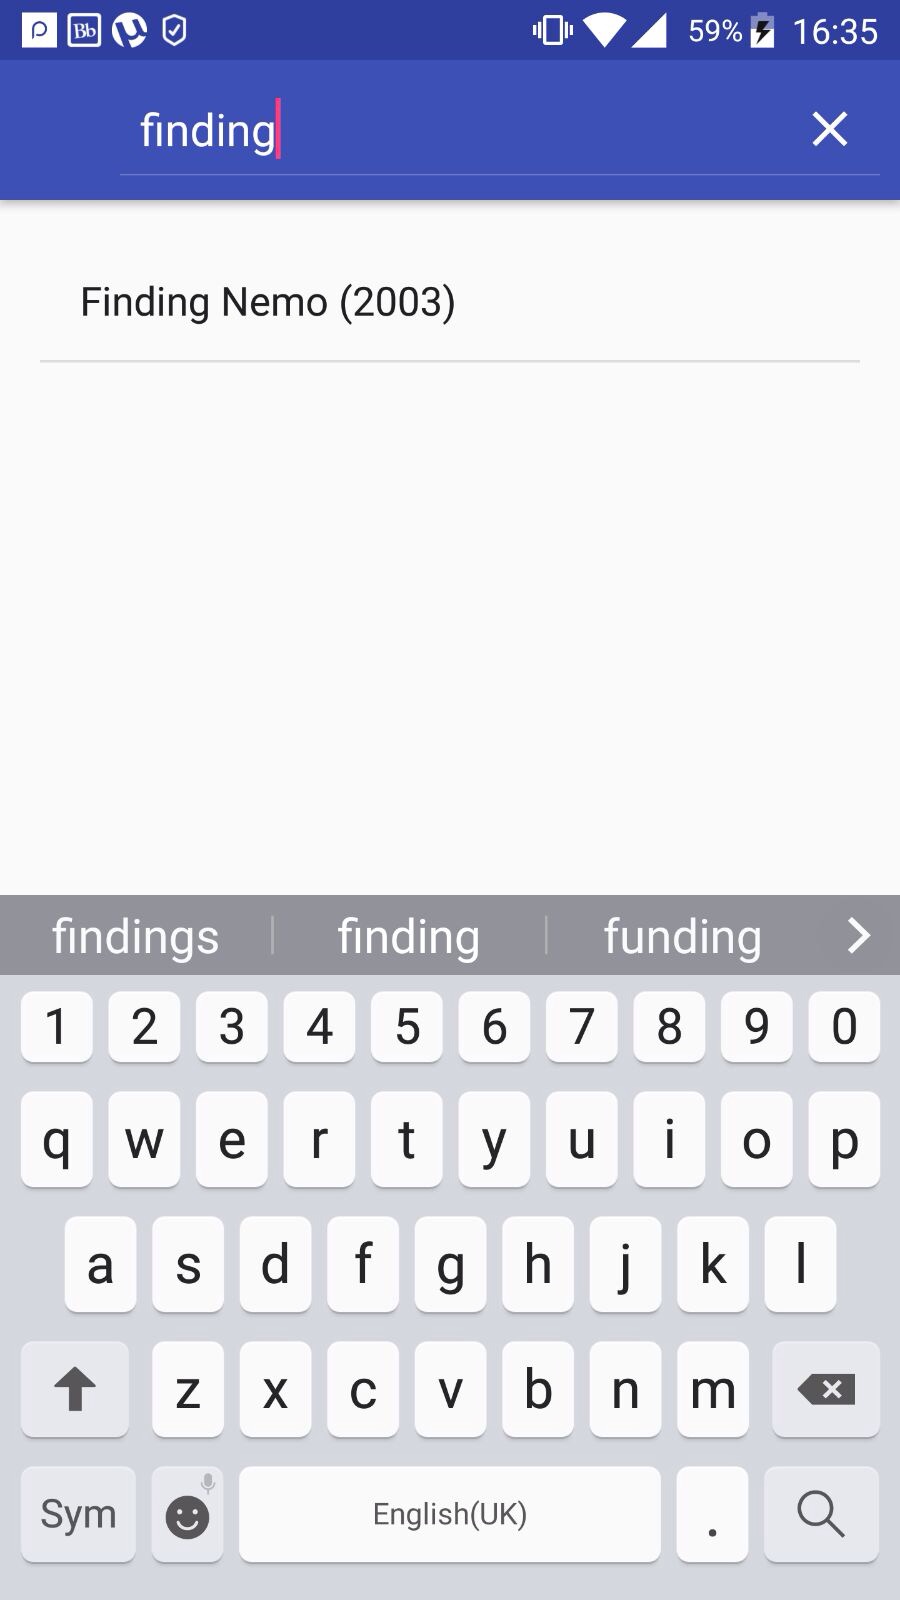 Bb 59% 16:35
finding
Finding Nemo (2003)
findings finding funding
1 2 3 4 5 6 7 8 9 0
q w e r t y u i o p
a s d f g h j k l
z x c v b n m
Sym English(UK) .